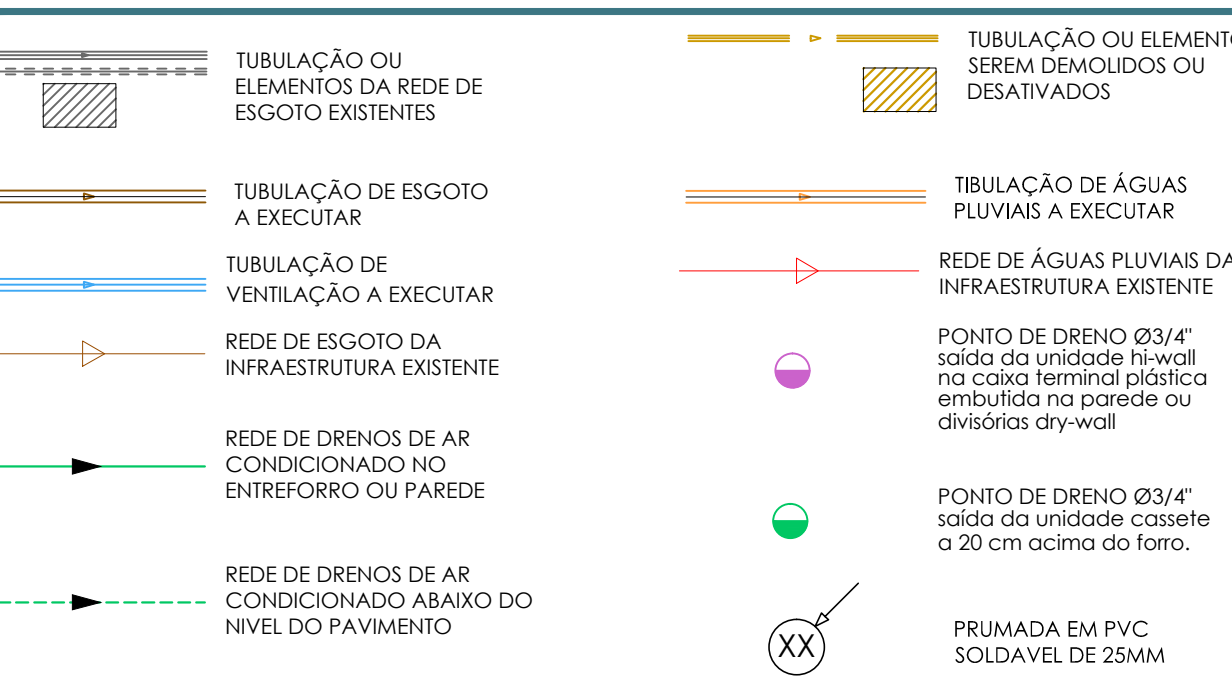 TUBULAÇÃO OU
ELEMENTOS DA REDE DE
ESGOTO EXISTENTES
TUBULAÇÃO DE ESGOTO
A EXECUTAR
TUBULAÇÃO DE
VENTILAÇÃO A EXECUTAR
REDE DE ESGOTO DA
INFRAESTRUTURA EXISTENTE
REDE DE DRENOS DE AR
CONDICIONADO NO
ENTREFORRO OU PAREDE
REDE DE DRENOS DE AR
CONDICIONADO ABAIXO DO
NIVEL DO PAVIMENTO
TUBULAÇÃO OU ELEMENTO
SEREM DEMOLIDOS OU
DESATIVADOS
TIBULAÇÃO DE ÁGUAS
PLUVIAIS A EXECUTAR
REDE DE ÁGUAS PLUVIAIS DA
INFRAESTRUTURA EXISTENTE
PONTO DE DRENO Ø3/4"
saída da unidade hi-wall
na caixa terminal plástica
embutida na parede ou
divisórias dry-wall
PONTO DE DRENO Ø3/4"
saída da unidade cassete
a 20 cm acima do forro.
XX
PRUMADA EM PVC
SOLDAVEL DE 25MM